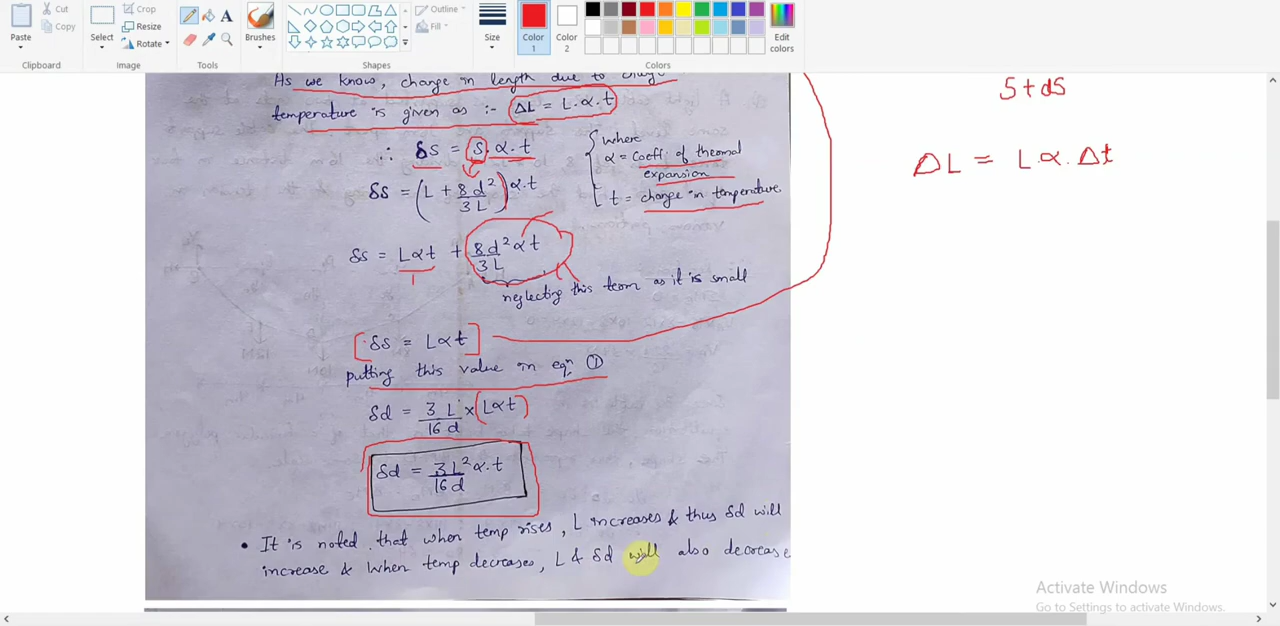 Paste
Cut
Copy
Clipboard
Select
Crop
Resize
Rotate
Image
A
Tools
Brushes
Outline
Fill
Shapes
Size
Color 1
Color 2
Edit colors
Colors
As we know, change in length due to
temperature is given as :- ΔL = L.α.t
∴ δs = s.α.t
{ where
α = coeff. of thermal
expansion
t = change in temperature
δs = (L + 8d²/3L) α.t
δs = Lαt + 8d²/3L αt
neglecting this term as it is small
δs = Lαt
putting this value in eqn ①
δd = 3L/16d × (Lαt)
δd = 3L²/16d α.t
• It is noted that when temp rises, L increases & thus δd will
increase & when temp decreases, L & δd will also decrease
S+dS
ΔL = L.α.Δt
Activate Windows
Go to Settings to activate Windows.